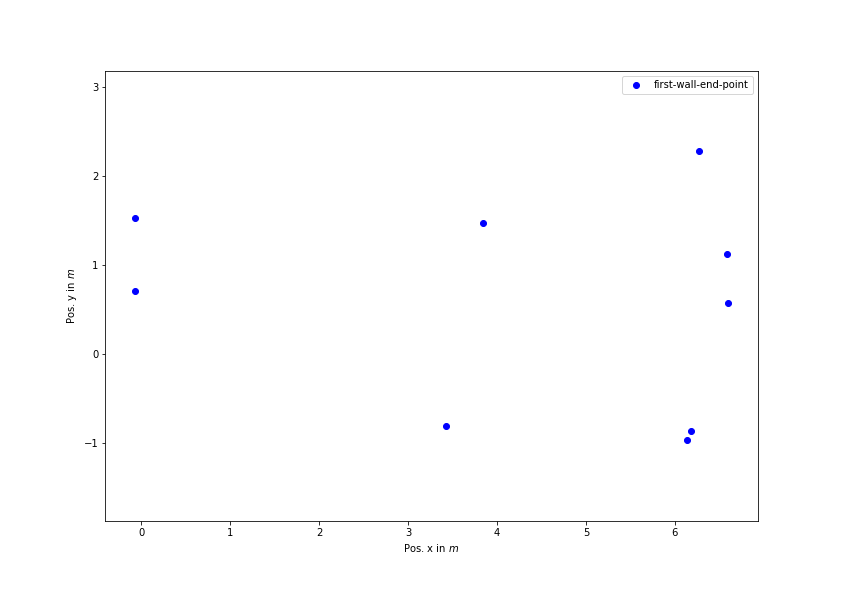 first-wall-end-point
3
2
1
0
−1
Pos. y in m
0 1 2 3 4 5 6
Pos. x in m